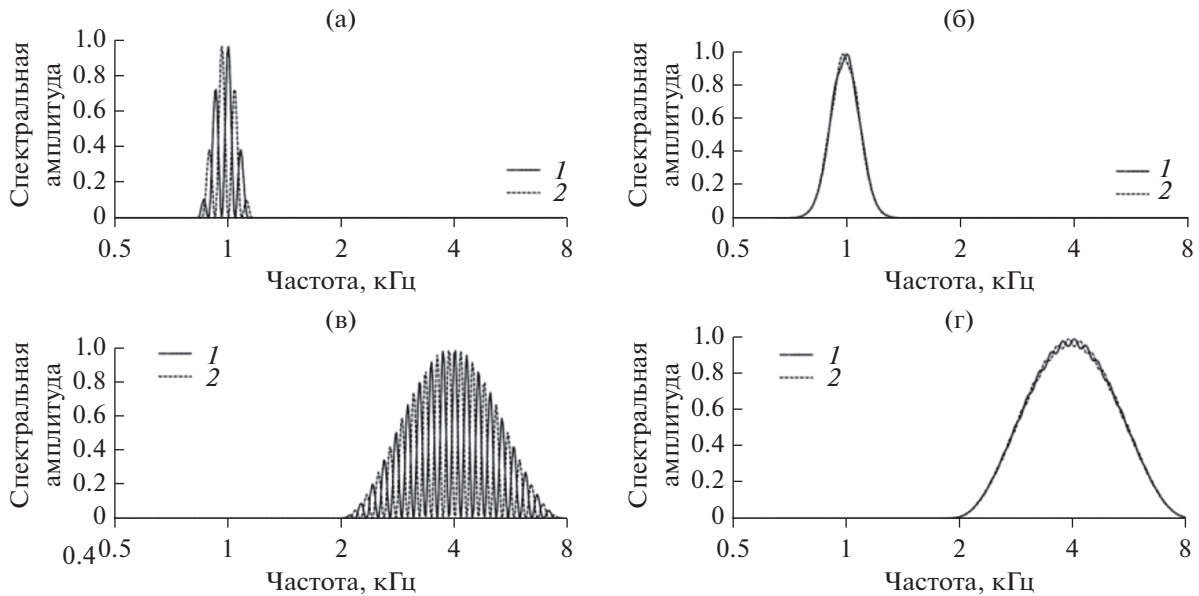 (а)
Спектральная
амплитуда
1.0
0.8
0.6
0.4
0.2
0
1
2
0.5 1 2 4 8
Частота, кГц
(б)
Спектральная
амплитуда
1.0
0.8
0.6
0.4
0.2
0
1
2
0.5 1 2 4 8
Частота, кГц
(в)
Спектральная
амплитуда
1.0
0.8
0.6
0.4
0.2
0
1
2
0.4 0.5 1 2 4 8
Частота, кГц
(г)
Спектральная
амплитуда
1.0
0.8
0.6
0.4
0.2
0
1
2
0.5 1 2 4 8
Частота, кГц